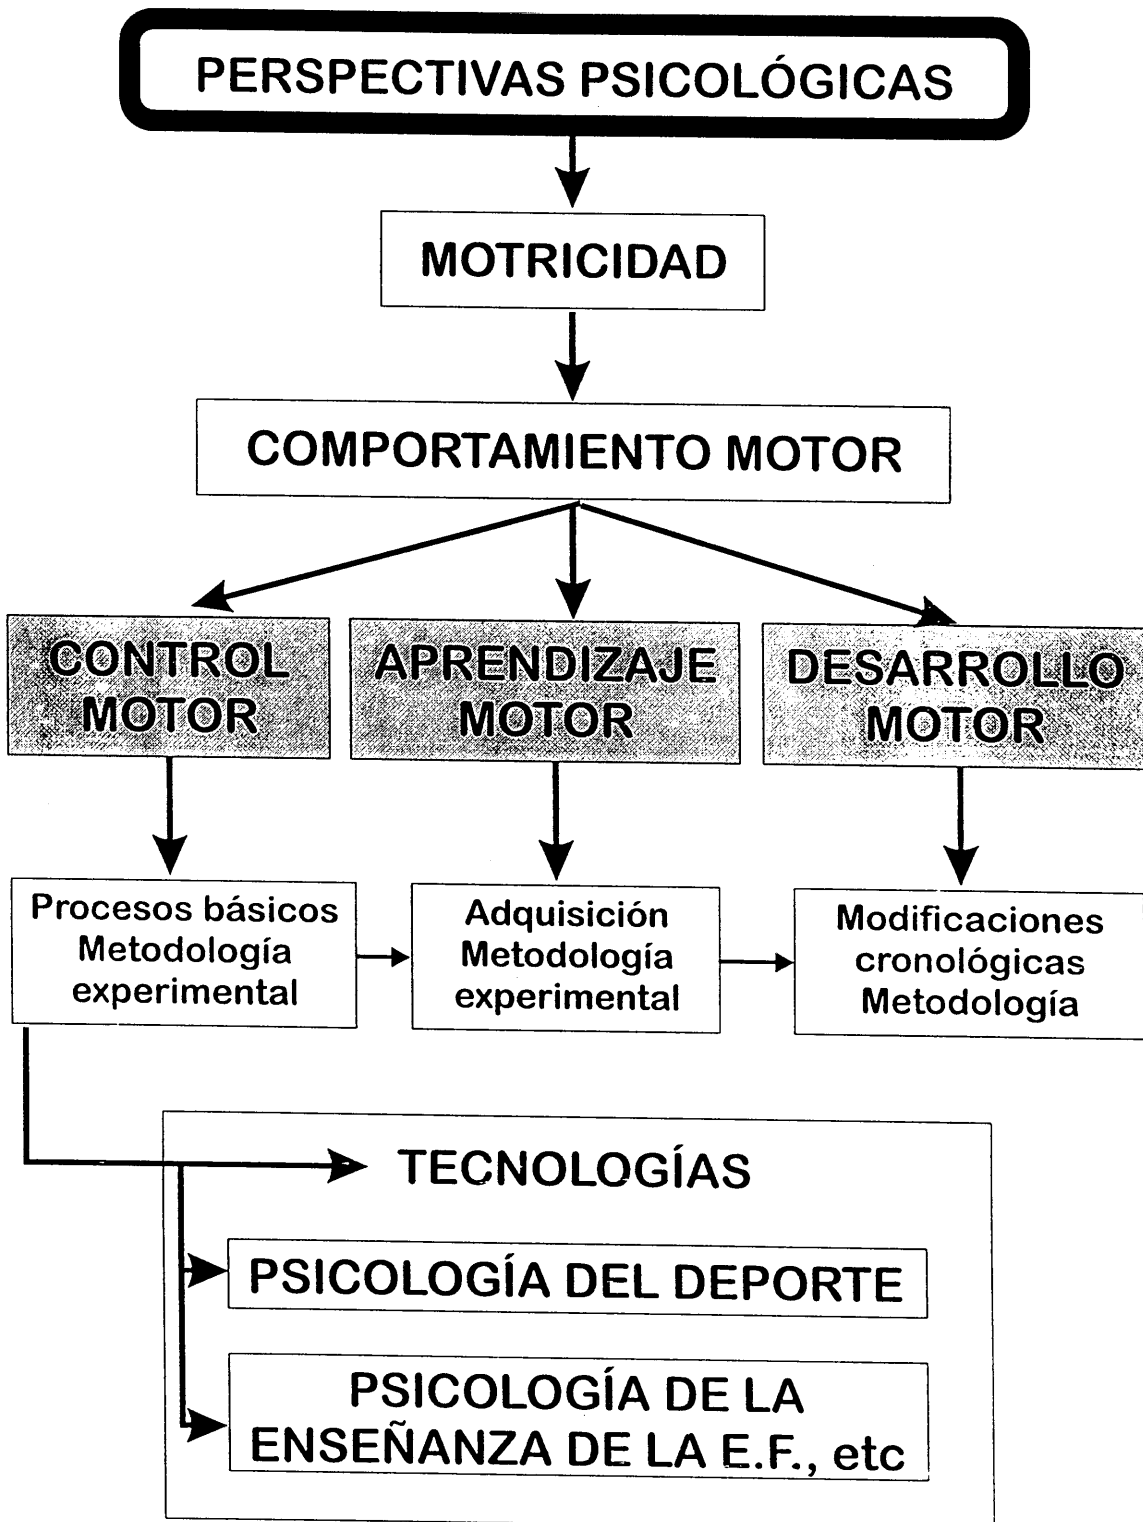 PERSPECTIVAS PSICOLÓGICAS
MOTRICIDAD
COMPORTAMIENTO MOTOR
CONTROL
MOTOR
APRENDIZAJE
MOTOR
DESARROLLO
MOTOR
Procesos básicos
Metodología
experimental
Adquisición
Metodología
experimental
Modificaciones
cronológicas
Metodología
TECNOLOGÍAS
PSICOLOGÍA DEL DEPORTE
PSICOLOGÍA DE LA
ENSEÑANZA DE LA E.F., etc